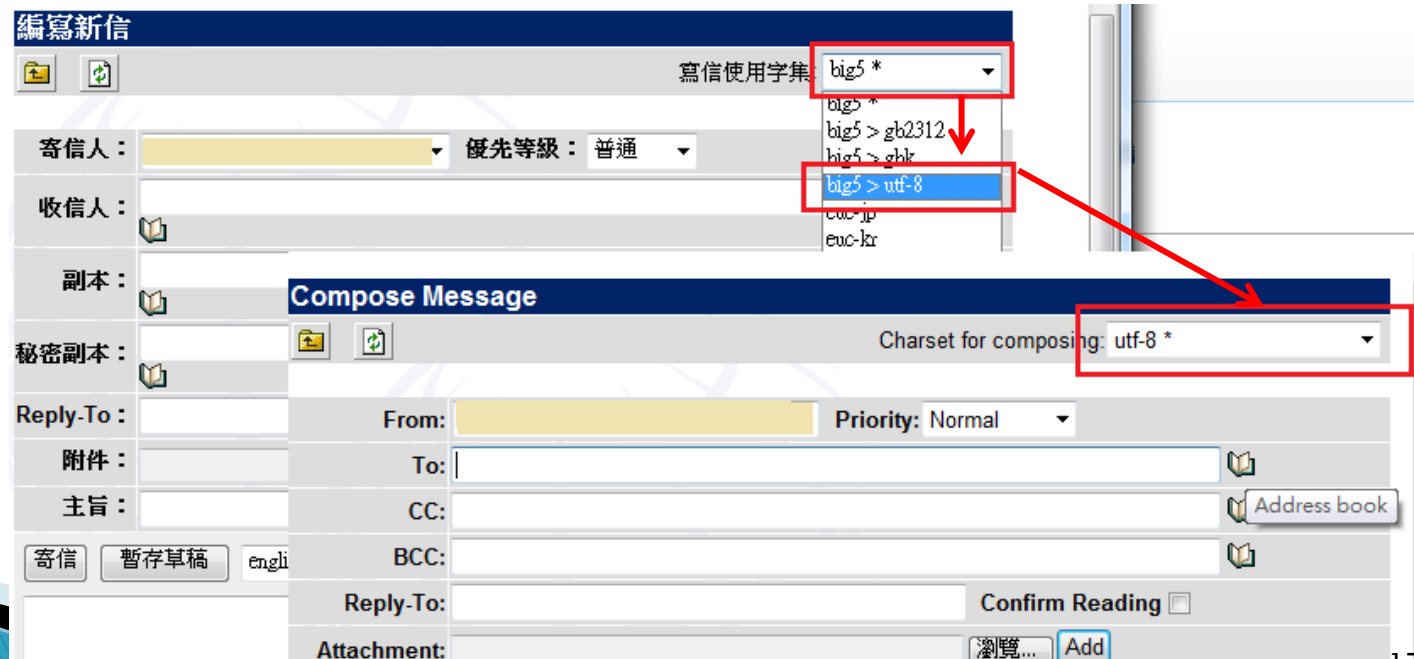 編寫新信
寫信使用字集: big5 *
big5 *
big5 > gb2312
big5 > gbk
big5 > utf-8
euc-jp
euc-kr
寄信人：
優先等級： 普通
收信人：
副本：
秘密副本：
Reply-To：
附件：
主旨：
寄信 暫存草稿 engli
Compose Message
Charset for composing: utf-8 *
From:
Priority: Normal
To:
CC:
Address book
BCC:
Reply-To:
Confirm Reading
Attachment:
瀏覽... Add